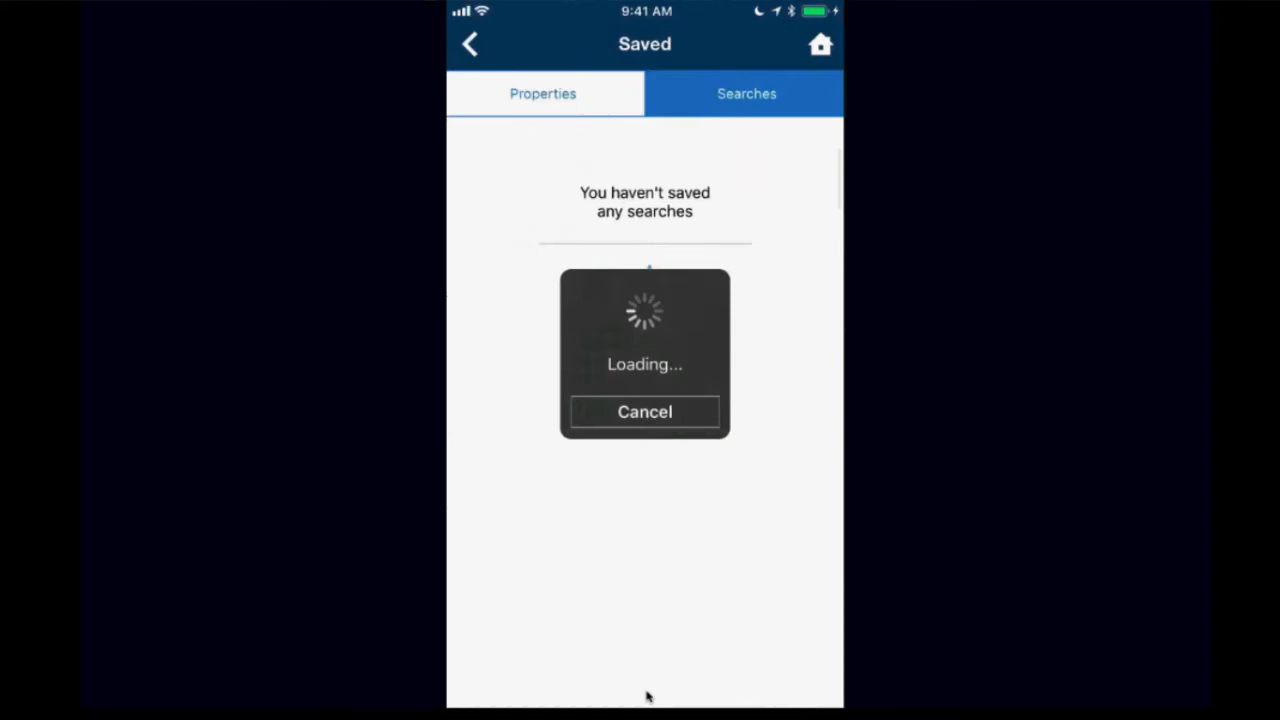 9:41 AM
Saved
Properties
Searches
You haven't saved
any searches
Loading...
Cancel